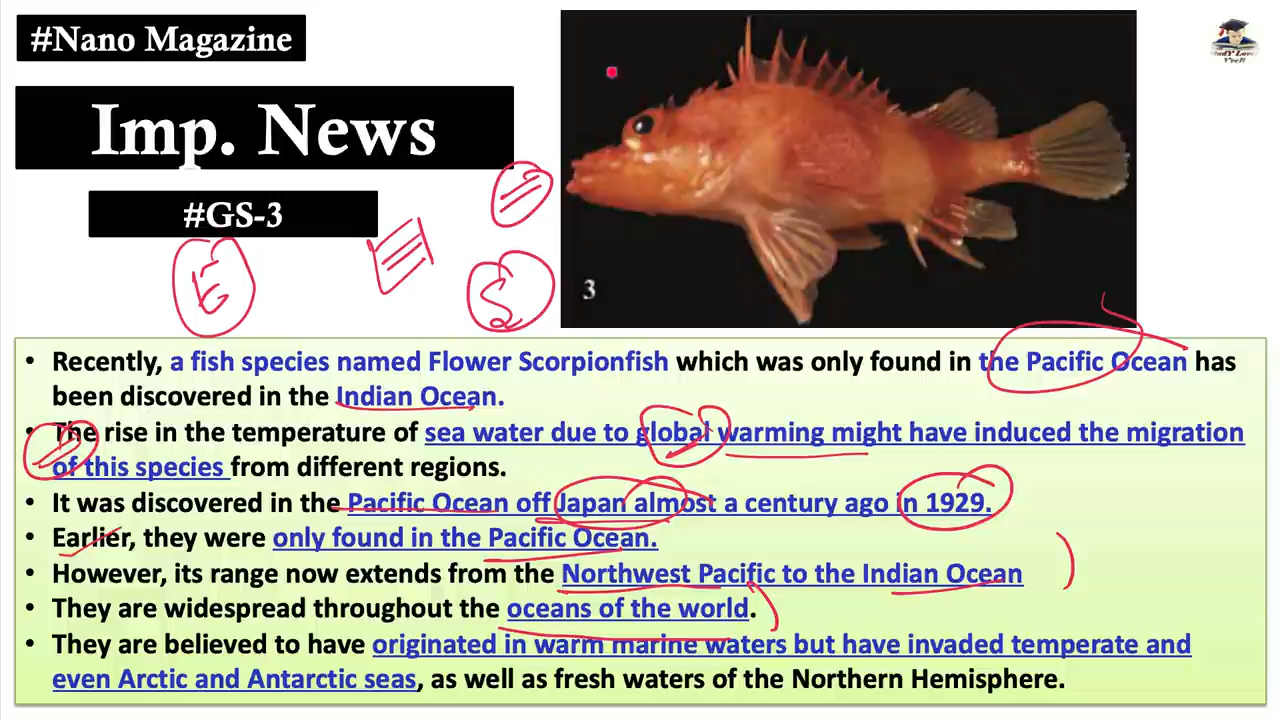 #Nano Magazine
Imp. News
#GS-3
E
S
3
• Recently, a fish species named Flower Scorpionfish which was only found in the Pacific Ocean has
been discovered in the Indian Ocean.
• The rise in the temperature of sea water due to global warming might have induced the migration
of this species from different regions.
• It was discovered in the Pacific Ocean off Japan almost a century ago in 1929.
• Earlier, they were only found in the Pacific Ocean.
• However, its range now extends from the Northwest Pacific to the Indian Ocean
• They are widespread throughout the oceans of the world.
• They are believed to have originated in warm marine waters but have invaded temperate and
even Arctic and Antarctic seas, as well as fresh waters of the Northern Hemisphere.